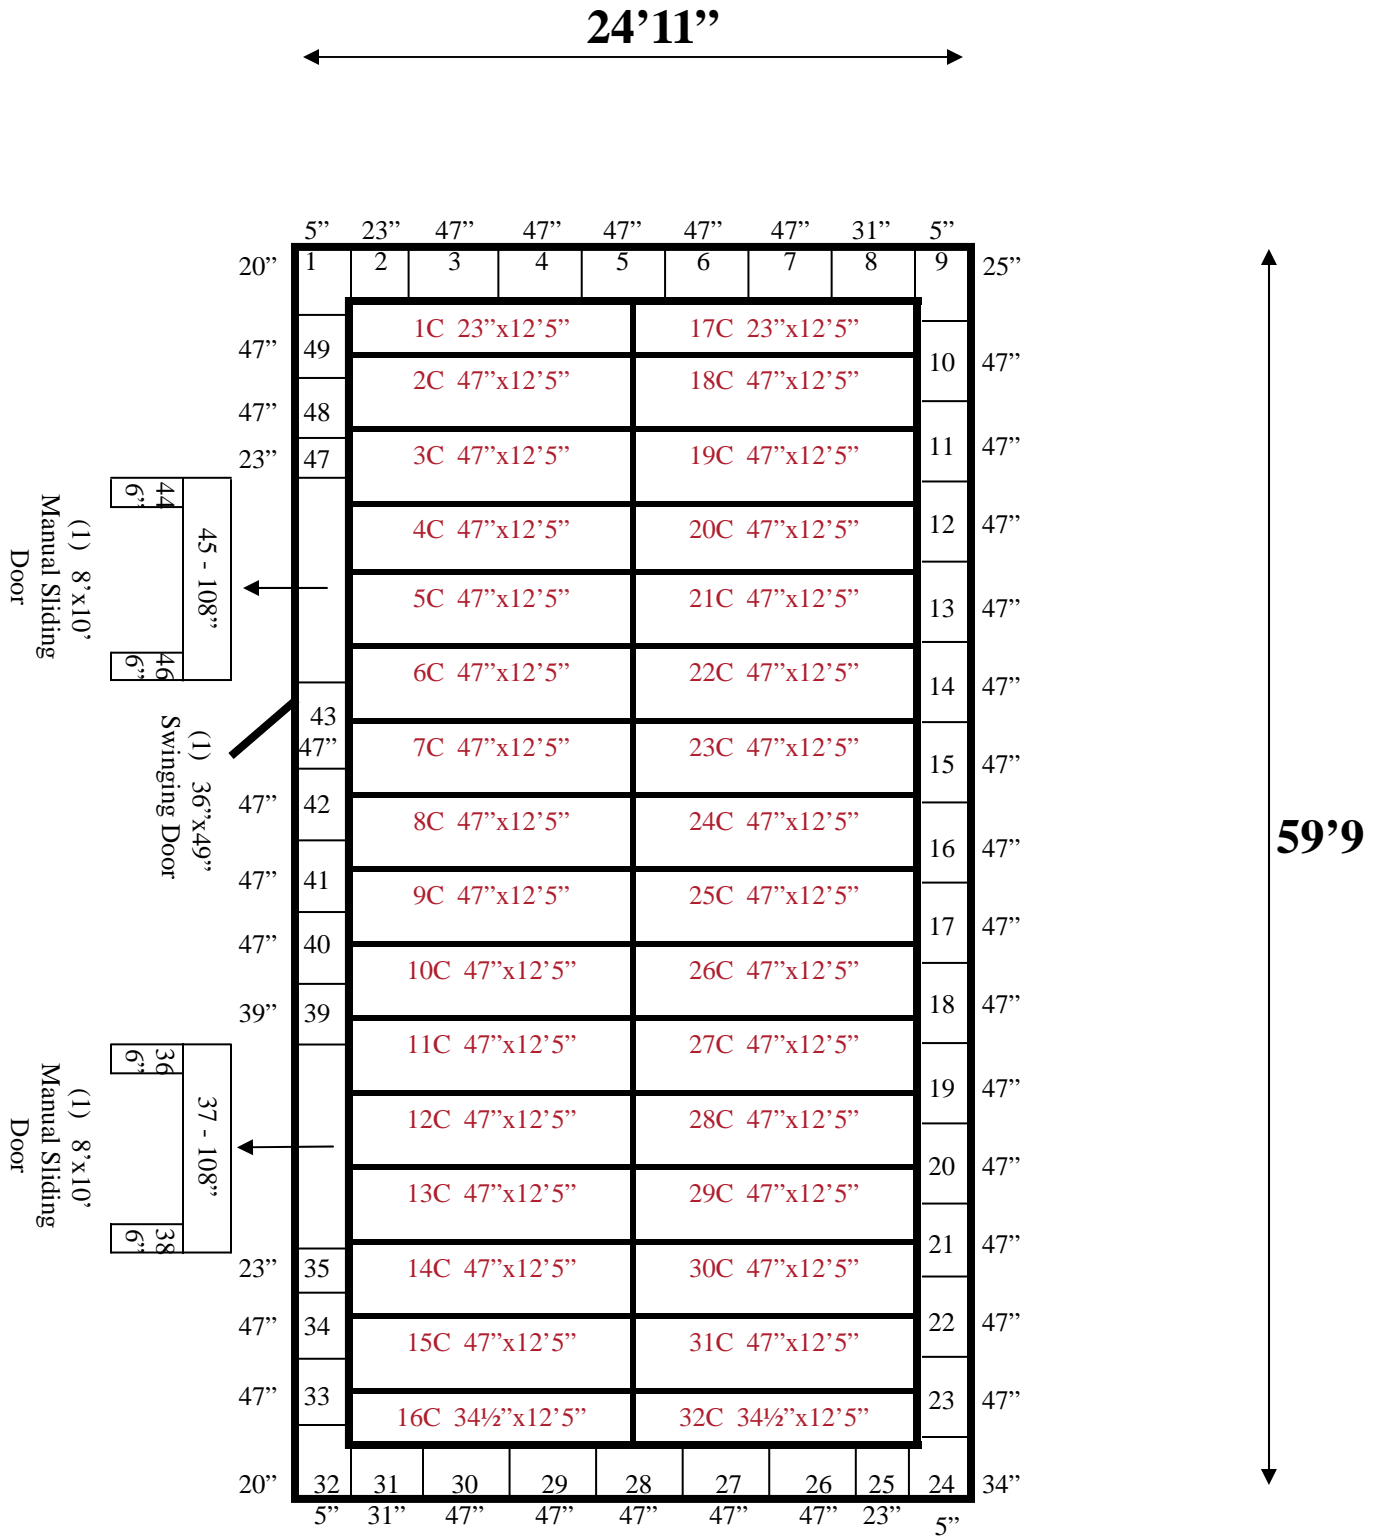 24’11”
5” 23” 47” 47” 47” 47” 47” 31” 5”
20” 1 2 3 4 5 6 7 8 9 25”
1C 23”x12’5” 17C 23”x12’5”
47” 49 10 47”
2C 47”x12’5” 18C 47”x12’5”
47” 48
3C 47”x12’5” 19C 47”x12’5” 11 47”
23” 47
44
6”
45 - 108”
46
6”
(1) 8’x10’
Manual Sliding
Door
4C 47”x12’5” 20C 47”x12’5” 12 47”
5C 47”x12’5” 21C 47”x12’5” 13 47”
6C 47”x12’5” 22C 47”x12’5” 14 47”
43
47”
(1) 36”x49”
Swinging Door
7C 47”x12’5” 23C 47”x12’5” 15 47”
47” 42
8C 47”x12’5” 24C 47”x12’5” 16 47”
59’9
47” 41
9C 47”x12’5” 25C 47”x12’5” 17 47”
47” 40
10C 47”x12’5” 26C 47”x12’5” 18 47”
39” 39
11C 47”x12’5” 27C 47”x12’5” 19 47”
36
6”
37 - 108”
38
6”
(1) 8’x10’
Manual Sliding
Door
12C 47”x12’5” 28C 47”x12’5” 20 47”
13C 47”x12’5” 29C 47”x12’5” 21 47”
23” 35
14C 47”x12’5” 30C 47”x12’5” 22 47”
47” 34
15C 47”x12’5” 31C 47”x12’5” 23 47”
47” 33
16C 34½”x12’5” 32C 34½”x12’5”
20” 32 31 30 29 28 27 26 25 24 34”
5” 31” 47” 47” 47” 47” 47” 23” 5”